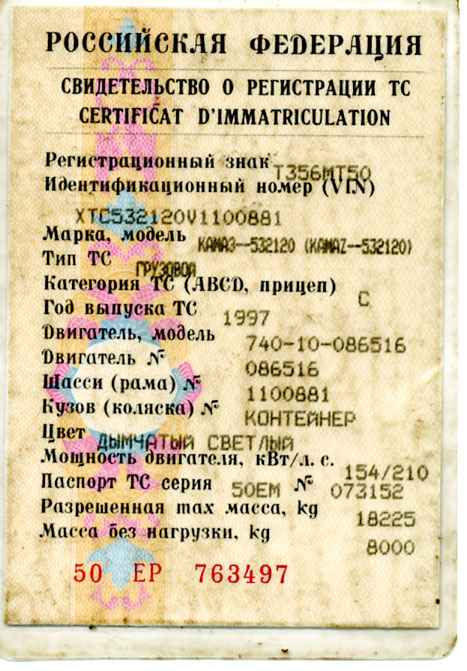 РОССИЙСКАЯ ФЕДЕРАЦИЯ
СВИДЕТЕЛЬСТВО О РЕГИСТРАЦИИ ТС
CERTIFICAT D'IMMATRICULATION
Регистрационный знак Т356МТ50
Идентификационный номер (VIN)
XTC532120V1100881
Марка, модель КАМАЗ--532120 (KAMAZ--532120)
Тип ТС ГРУЗОВОЙ
Категория ТС (ABCD, прицеп) C
Год выпуска ТС 1997
Двигатель, модель 740-10-086516
Двигатель № 086516
Шасси (рама) № 1100881
Кузов (коляска) № КОНТЕЙНЕР
Цвет ДЫМЧАТЫЙ СВЕТЛЫЙ
Мощность двигателя, кВт/л. с. 154/210
Паспорт ТС серия 50ЕМ № 073152
Разрешенная max масса, kg 18225
Масса без нагрузки, kg 8000
50 ЕР 763497